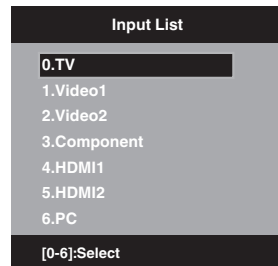 Input List
0.TV
1.Video1
2.Video2
3.Component
4.HDMI1
5.HDMI2
6.PC
[0-6]:Select